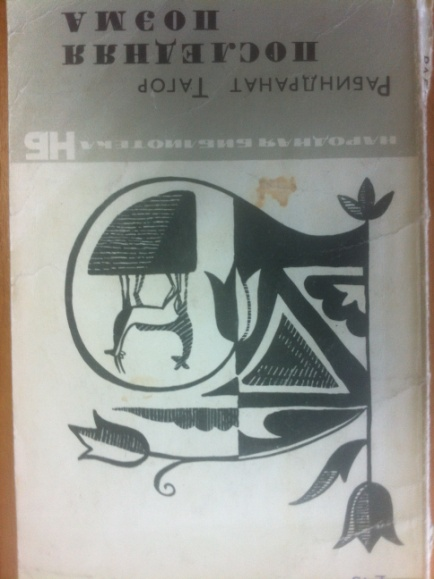 НАРОДНАЯ БИБЛИОТЕКА НБ
РАБИНДРАНАТ ТАГОР
ПОСЛЕДНЯЯ
ПОЭМА